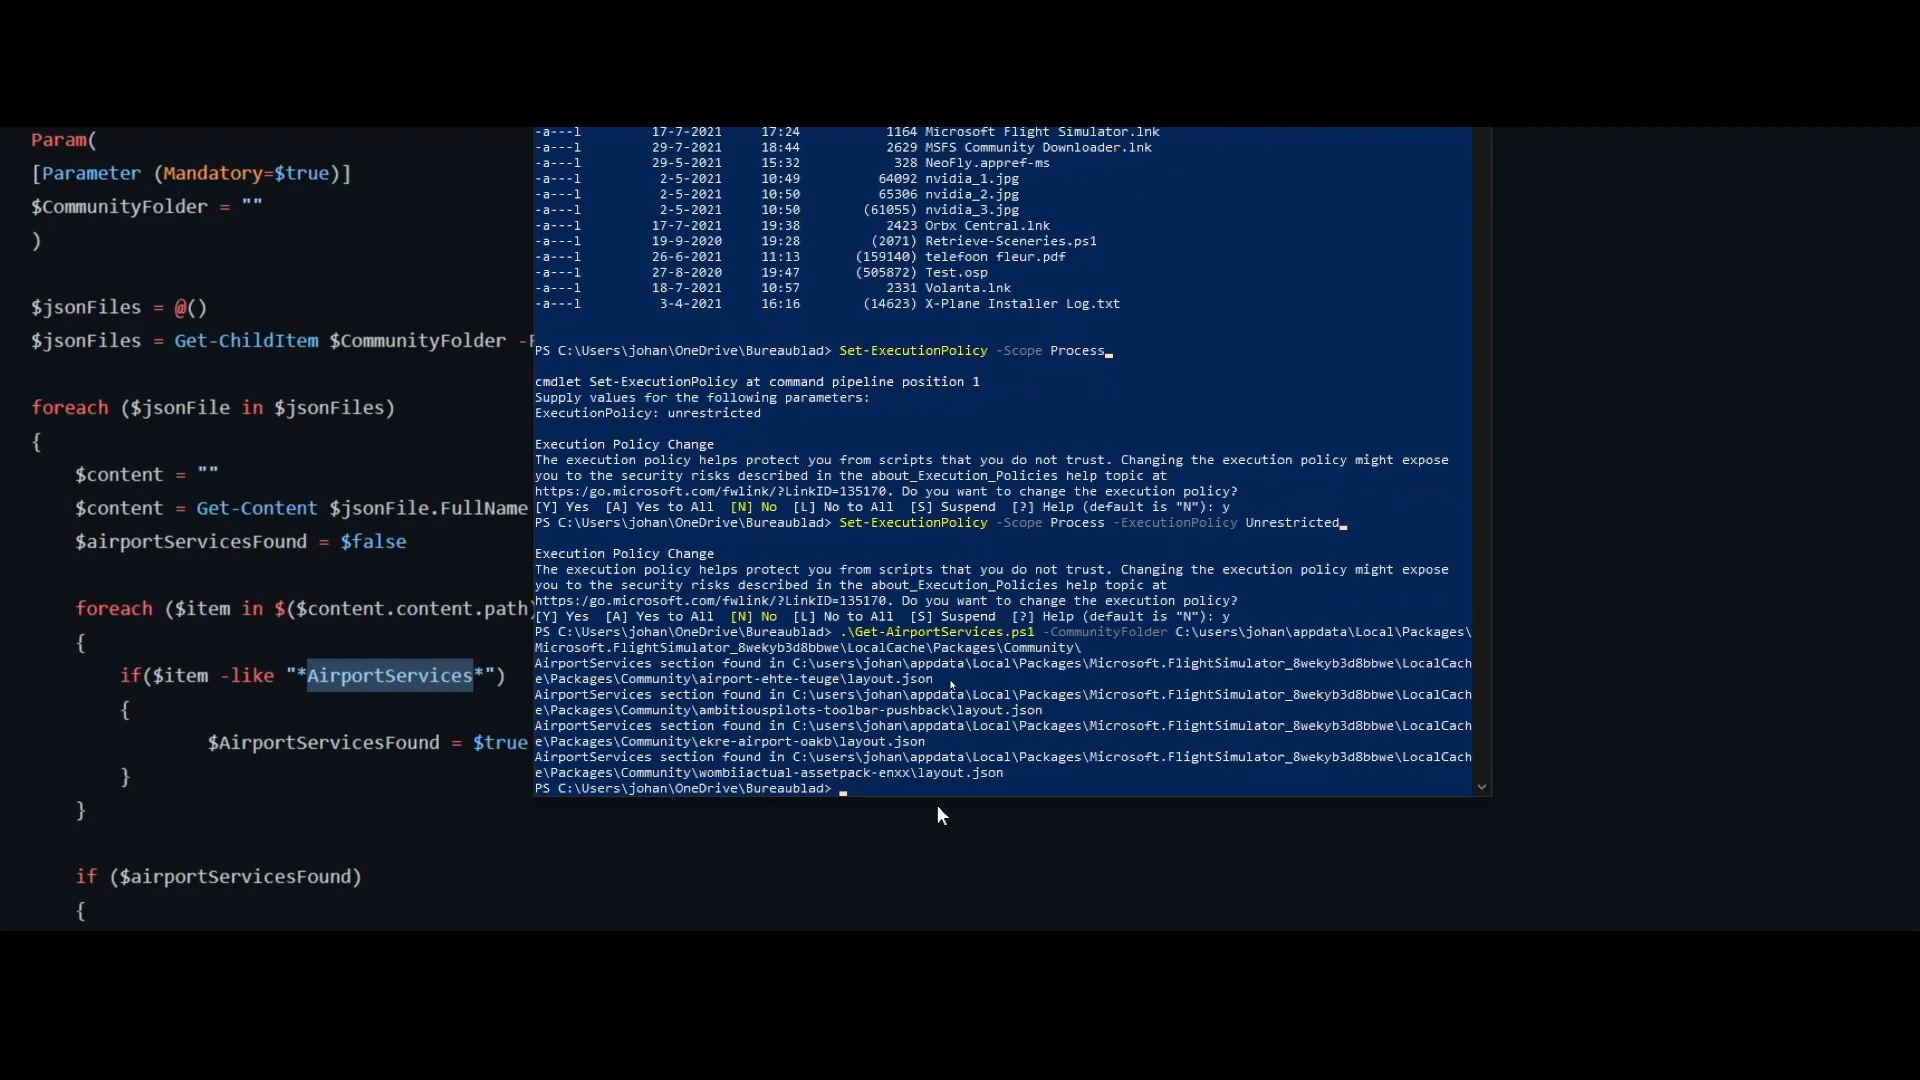 Param(
[Parameter (Mandatory=$true)]
$CommunityFolder = ""
)
$jsonFiles = @()
$jsonFiles = Get-ChildItem $CommunityFolder -
foreach ($jsonFile in $jsonFiles)
{
$content = ""
$content = Get-Content $jsonFile.FullName
$airportServicesFound = $false
foreach ($item in $($content.content.path)
{
if($item -like "*AirportServices*")
{
$AirportServicesFound = $true
}
}
if ($airportServicesFound)
{
-a---l 17-7-2021 17:24 1164 Microsoft Flight Simulator.lnk
-a---l 29-7-2021 18:44 2629 MSFS Community Downloader.lnk
-a---l 29-5-2021 15:32 328 NeoFly.appref-ms
-a---l 2-5-2021 10:49 64092 nvidia_1.jpg
-a---l 2-5-2021 10:50 65306 nvidia_2.jpg
-a---l 2-5-2021 10:50 (61055) nvidia_3.jpg
-a---l 17-7-2021 19:38 2423 Orbx Central.lnk
-a---l 19-9-2020 19:28 (2071) Retrieve-Sceneries.ps1
-a---l 26-6-2021 11:13 (159140) telefoon fleur.pdf
-a---l 27-8-2020 19:47 (505872) Test.osp
-a---l 18-7-2021 10:57 2331 Volanta.lnk
-a---l 3-4-2021 16:16 (14623) X-Plane Installer Log.txt
PS C:\Users\johan\OneDrive\Bureaublad> Set-ExecutionPolicy -Scope Process
cmdlet Set-ExecutionPolicy at command pipeline position 1
Supply values for the following parameters:
ExecutionPolicy: unrestricted
Execution Policy Change
The execution policy helps protect you from scripts that you do not trust. Changing the execution policy might expose
you to the security risks described in the about_Execution_Policies help topic at
https:/go.microsoft.com/fwlink/?LinkID=135170. Do you want to change the execution policy?
[Y] Yes [A] Yes to All [N] No [L] No to All [S] Suspend [?] Help (default is "N"): y
PS C:\Users\johan\OneDrive\Bureaublad> Set-ExecutionPolicy -Scope Process -ExecutionPolicy Unrestricted
Execution Policy Change
The execution policy helps protect you from scripts that you do not trust. Changing the execution policy might expose
you to the security risks described in the about_Execution_Policies help topic at
https:/go.microsoft.com/fwlink/?LinkID=135170. Do you want to change the execution policy?
[Y] Yes [A] Yes to All [N] No [L] No to All [S] Suspend [?] Help (default is "N"): y
PS C:\Users\johan\OneDrive\Bureaublad> .\Get-AirportServices.ps1 -CommunityFolder C:\users\johan\appdata\Local\Packages\
Microsoft.FlightSimulator_8wekyb3d8bbwe\LocalCache\Packages\Community\
AirportServices section found in C:\users\johan\appdata\Local\Packages\Microsoft.FlightSimulator_8wekyb3d8bbwe\LocalCach
e\Packages\Community\airport-ehte-teuge\layout.json
AirportServices section found in C:\users\johan\appdata\Local\Packages\Microsoft.FlightSimulator_8wekyb3d8bbwe\LocalCach
e\Packages\Community\ambitiouspilots-toolbar-pushback\layout.json
AirportServices section found in C:\users\johan\appdata\Local\Packages\Microsoft.FlightSimulator_8wekyb3d8bbwe\LocalCach
e\Packages\Community\ekre-airport-oakb\layout.json
AirportServices section found in C:\users\johan\appdata\Local\Packages\Microsoft.FlightSimulator_8wekyb3d8bbwe\LocalCach
e\Packages\Community\wombiiactual-assetpack-enxx\layout.json
PS C:\Users\johan\OneDrive\Bureaublad>